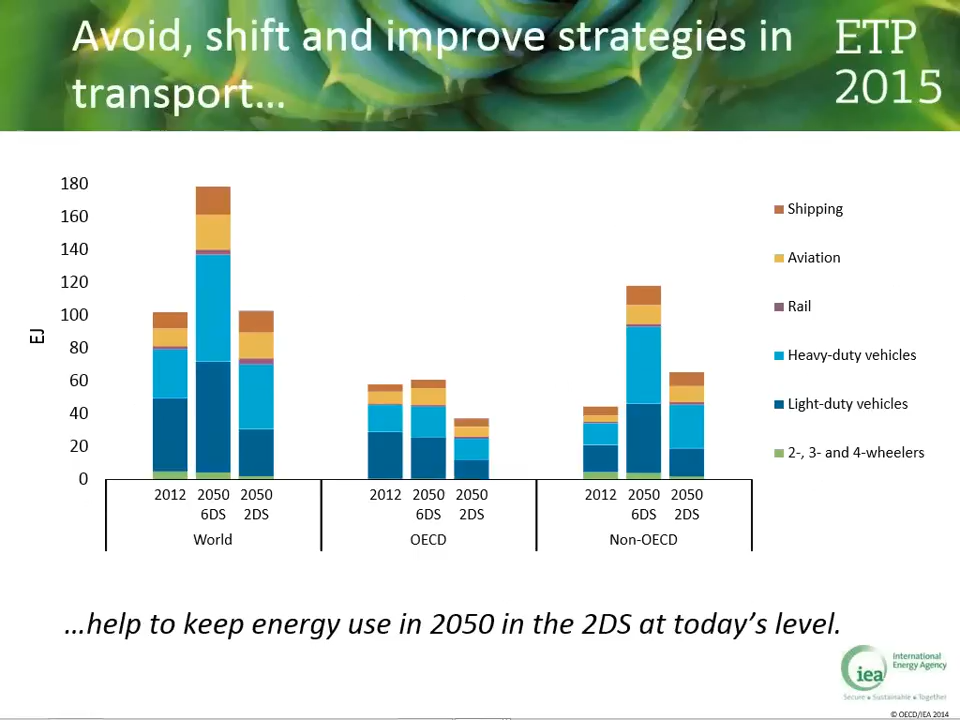 Avoid, shift and improve strategies in
transport...
ETP
2015
EJ
180
160
140
120
100
80
60
40
20
0
2012 2050 2050 2012 2050 2050 2012 2050 2050
6DS 2DS 6DS 2DS 6DS 2DS
World OECD Non-OECD
Shipping
Aviation
Rail
Heavy-duty vehicles
Light-duty vehicles
2-, 3- and 4-wheelers
...help to keep energy use in 2050 in the 2DS at today's level.
iea
International
Energy Agency
Secure • Sustainable • Together
© OECD/IEA 2014